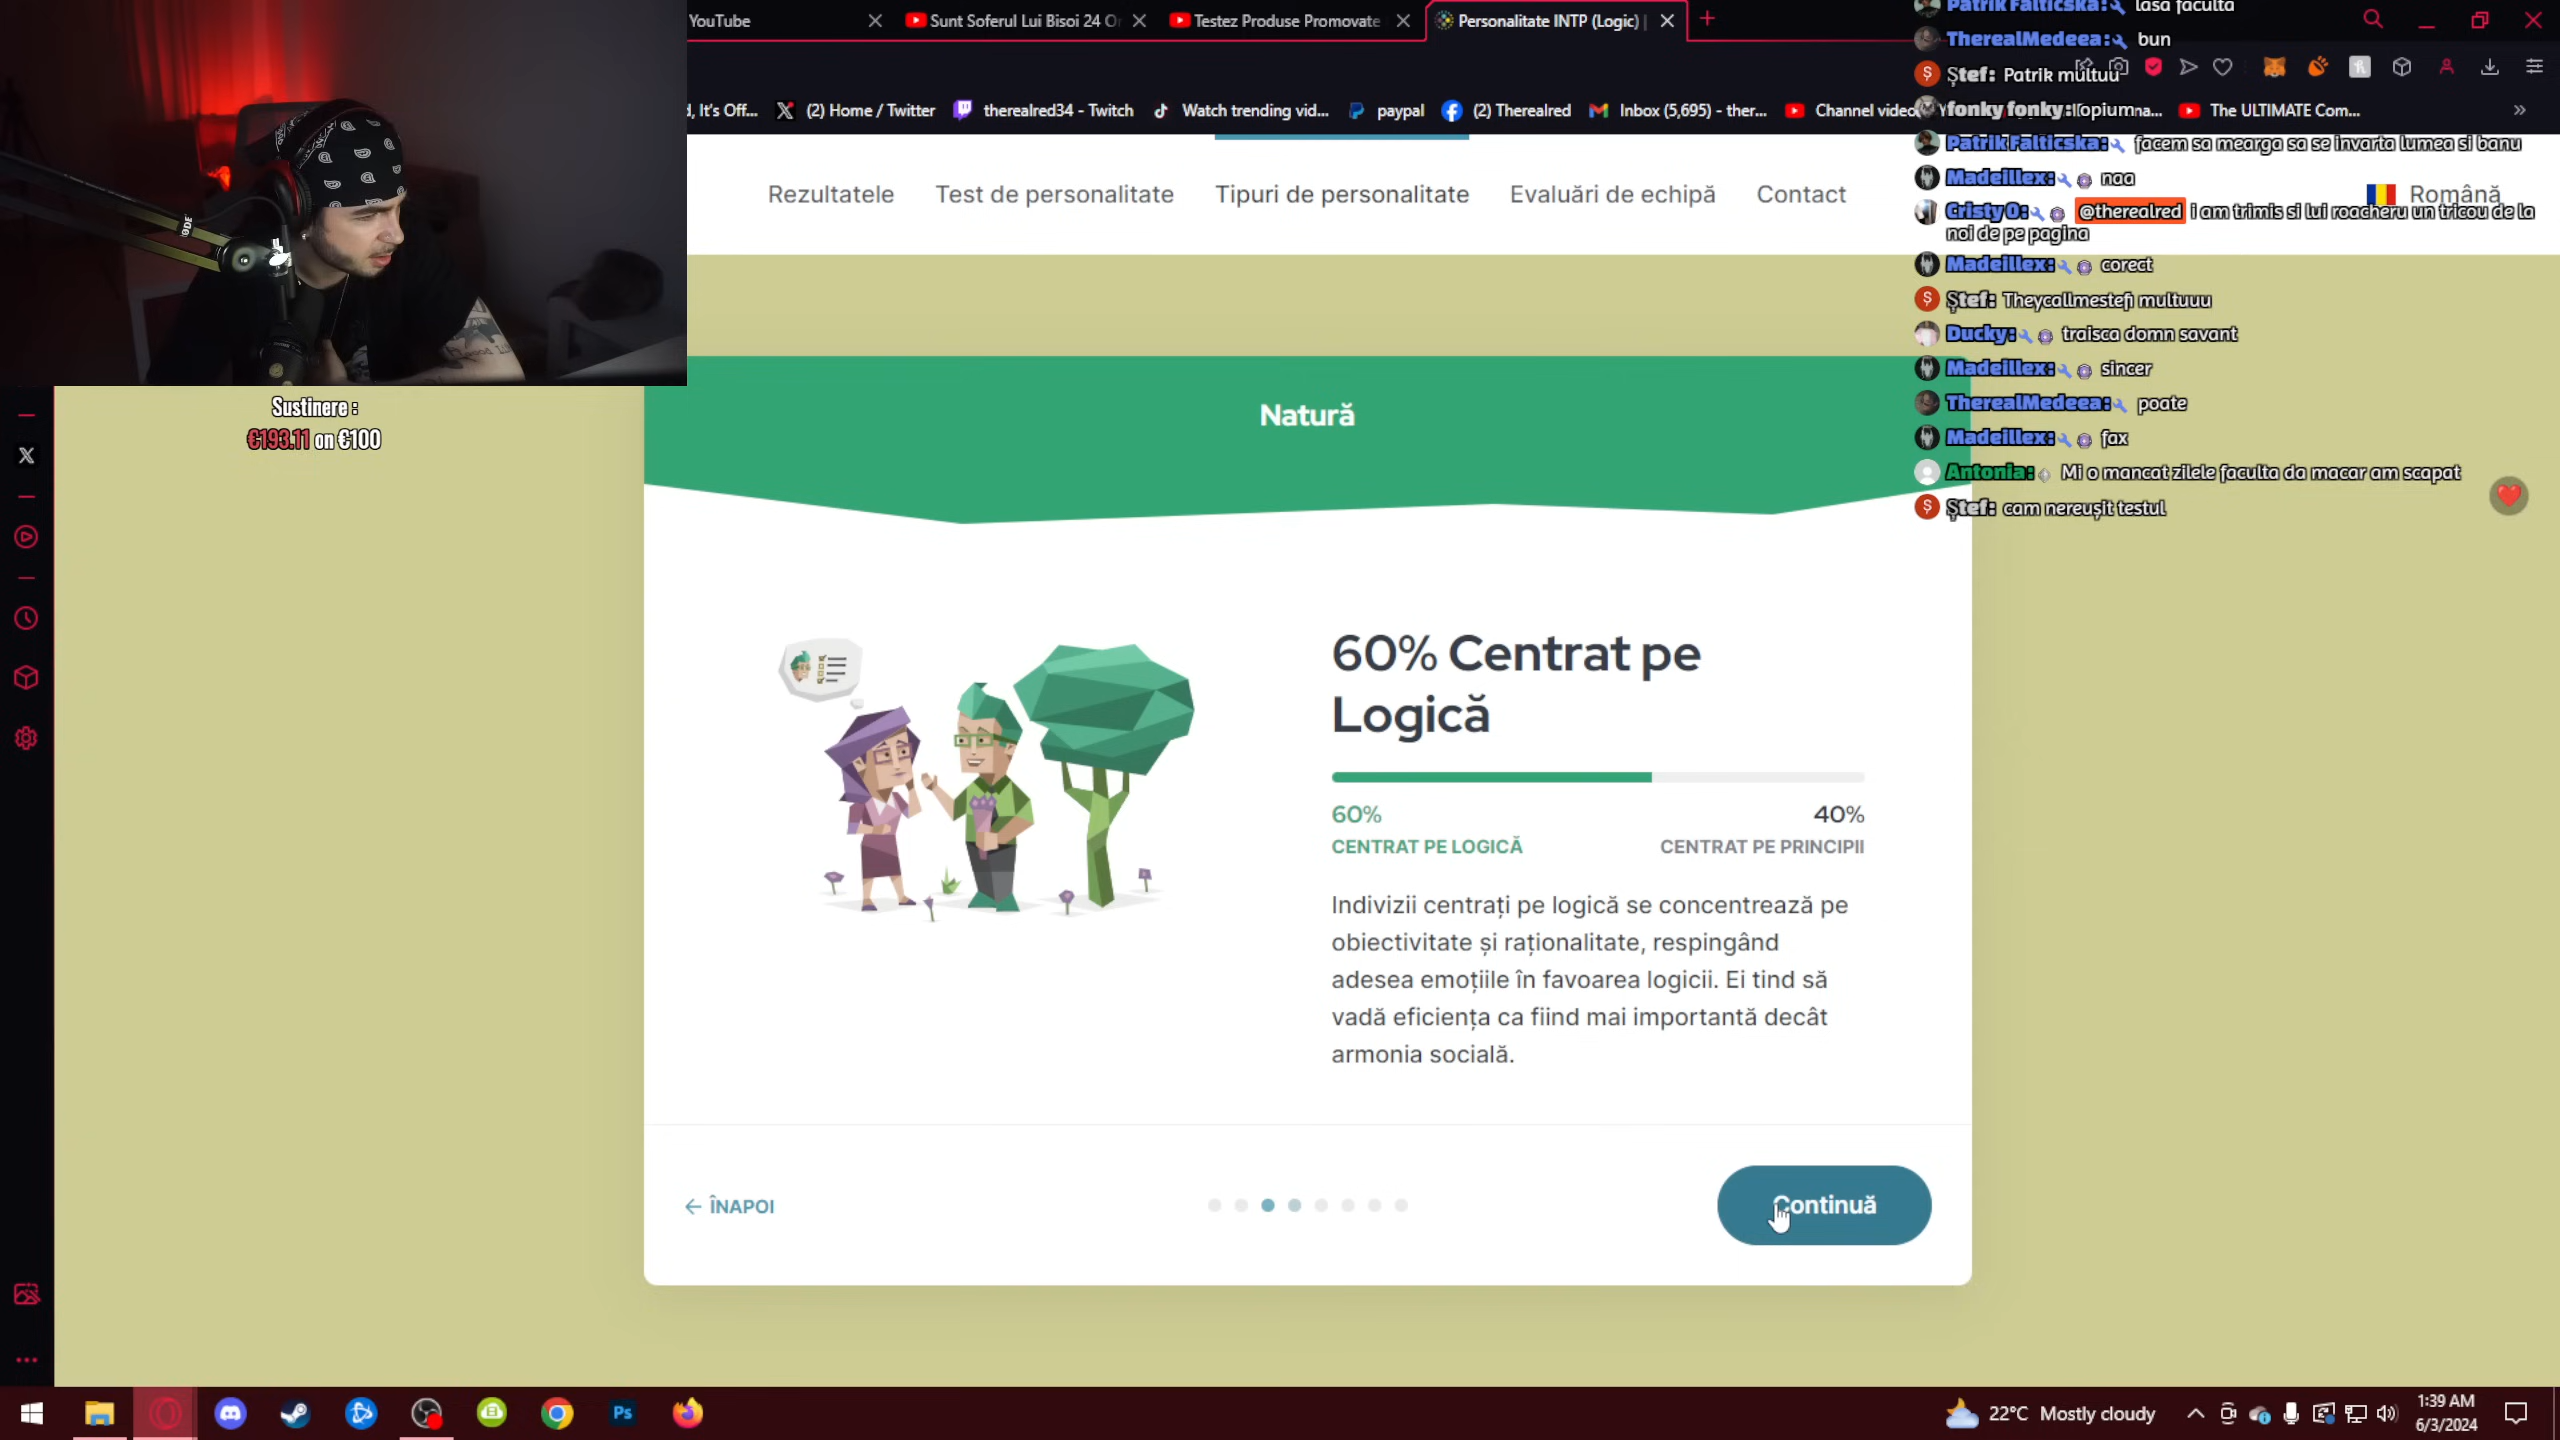 YouTube
Sunt Soferul Lui Bisoi 24 Or
Testez Produse Promovate
Personalitate INTP (Logic) |
d, It's Off...
(2) Home / Twitter
therealred34 - Twitch
Watch trending vid...
paypal
(2) Therealred
Inbox (5,695) - ther...
Channel video
The ULTIMATE Com...
Rezultatele
Test de personalitate
Tipuri de personalitate
Evaluări de echipă
Contact
Română
Patrik Falticska: lasa faculta
TherealMedeea: bun
Ștef: Patrik multuu
fonky fonky: lopium
Patrik Falticska: facem sa mearga sa se invarta lumea si banu
Madeillex: naa
Cristy O: @therealred i am trimis si lui roacheru un tricou de la
noi de pe pagina
Madeillex: corect
Ștef: Theycallmestefi multuuu
Ducky: traisca domn savant
Madeillex: sincer
TherealMedeea: poate
Madeillex: fax
Antonia: Mi o mancat zilele faculta da macar am scapat
Ștef: cam nereușit testul
Sustinere :
€193.11 on €100
Natură
60% Centrat pe
Logică
60%
40%
CENTRAT PE LOGICĂ
CENTRAT PE PRINCIPII
Indivizii centrați pe logică se concentrează pe
obiectivitate și raționalitate, respingând
adesea emoțiile în favoarea logicii. Ei tind să
vadă eficiența ca fiind mai importantă decât
armonia socială.
← ÎNAPOI
Continuă
Ps
22°C Mostly cloudy
1:39 AM
6/3/2024